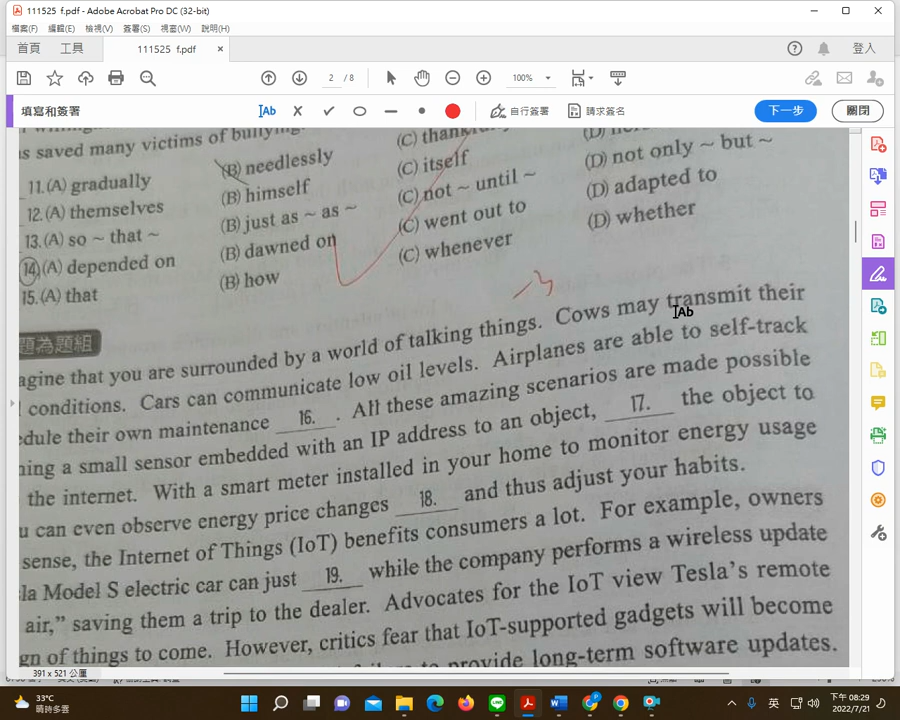 111525 f.pdf - Adobe Acrobat Pro DC (32-bit)
檔案(F) 編輯(E) 檢視(V) 簽署(S) 視窗(W) 說明(H)
首頁 工具 111525 f.pdf × 登入
2 / 8 100%
填寫和簽署 Ab 自行簽署 請求簽名 下一步 關閉
saved many victims of
11.(A) gradually (B) needlessly
12.(A) themselves (B) himself (C) itself (D) not only ~ but ~
13.(A) so ~ that ~ (B) just as ~ as ~ (C) not ~ until ~ (D) adapted to
14.(A) depended on (B) dawned on (C) went out to (D) whether
15.(A) that (B) how (C) whenever
-3
題為題組
agine that you are surrounded by a world of talking things. Cows may transmit their
conditions. Cars can communicate low oil levels. Airplanes are able to self-track
edule their own maintenance 16. . All these amazing scenarios are made possible
ning a small sensor embedded with an IP address to an object, 17. the object to
the internet. With a smart meter installed in your home to monitor energy usage
u can even observe energy price changes 18. and thus adjust your habits.
sense, the Internet of Things (IoT) benefits consumers a lot. For example, owners
la Model S electric car can just 19. while the company performs a wireless update
air,” saving them a trip to the dealer. Advocates for the IoT view Tesla’s remote
gn of things to come. However, critics fear that IoT-supported gadgets will become
to provide long-term software updates.
391 x 521 公釐
33°C
晴時多雲
英
下午 08:29
2022/7/21